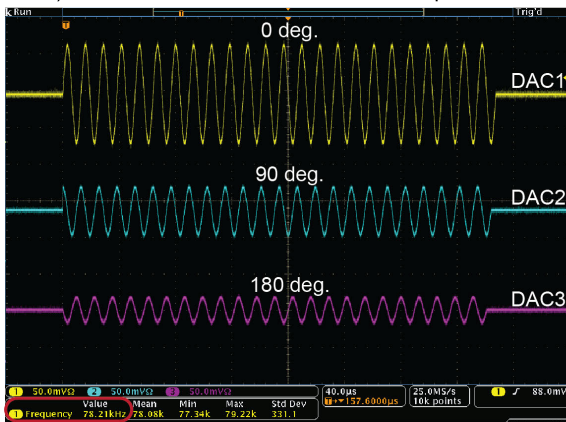 Run Trig'd
0 deg.
DAC1
90 deg.
DAC2
180 deg.
DAC3
1 50.0mVΩ 2 50.0mVΩ 3 50.0mVΩ 40.0µs 25.0MS/s 1 88.0mV
157.6000µs 10k points
Value Mean Min Max Std Dev
1 Frequency 78.21kHz 78.08k 77.34k 79.22k 331.1